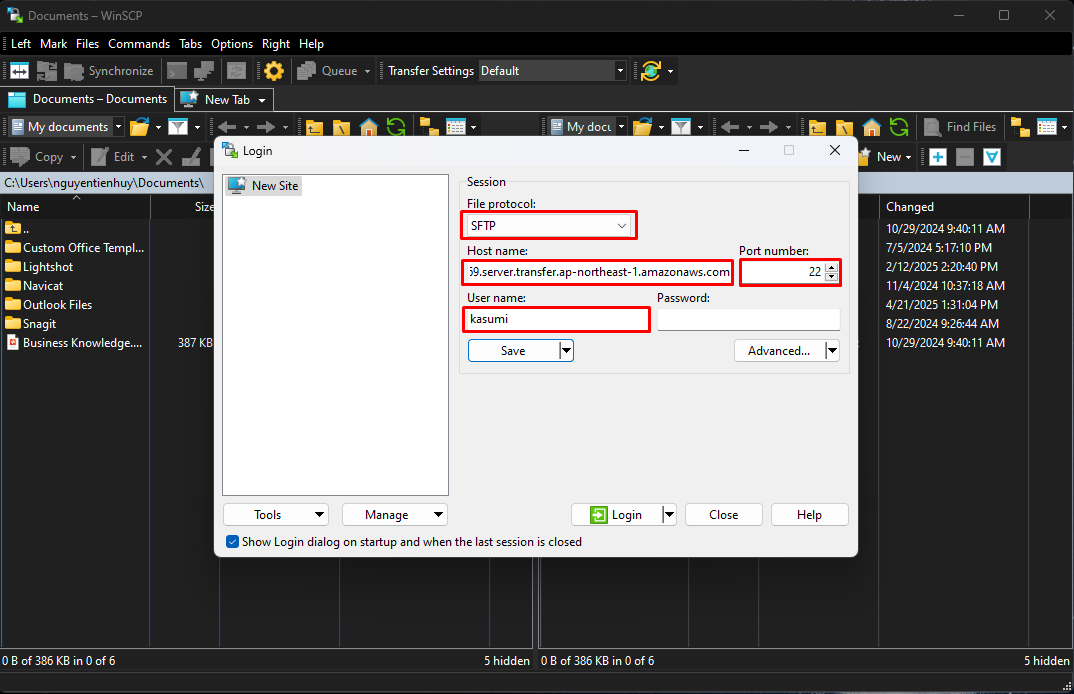 Documents – WinSCP
Left Mark Files Commands Tabs Options Right Help
Synchronize Queue Transfer Settings Default
Documents – Documents New Tab
My documents My docu Find Files
Copy Edit New
C:\Users\nguyentienhuy\Documents\
Name Size Changed
.. 10/29/2024 9:40:11 AM
Custom Office Templ... 7/5/2024 5:17:10 PM
Lightshot 2/12/2025 2:20:40 PM
Navicat 11/4/2024 10:37:18 AM
Outlook Files 4/21/2025 1:31:04 PM
Snagit 8/22/2024 9:26:44 AM
Business Knowledge.... 387 KB 10/29/2024 9:40:11 AM
Login
New Site
Session
File protocol:
SFTP
Host name: Port number:
69.server.transfer.ap-northeast-1.amazonaws.com 22
User name: Password:
kasumi
Save Advanced...
Tools Manage Login Close Help
Show Login dialog on startup and when the last session is closed
0 B of 386 KB in 0 of 6 5 hidden 0 B of 386 KB in 0 of 6 5 hidden